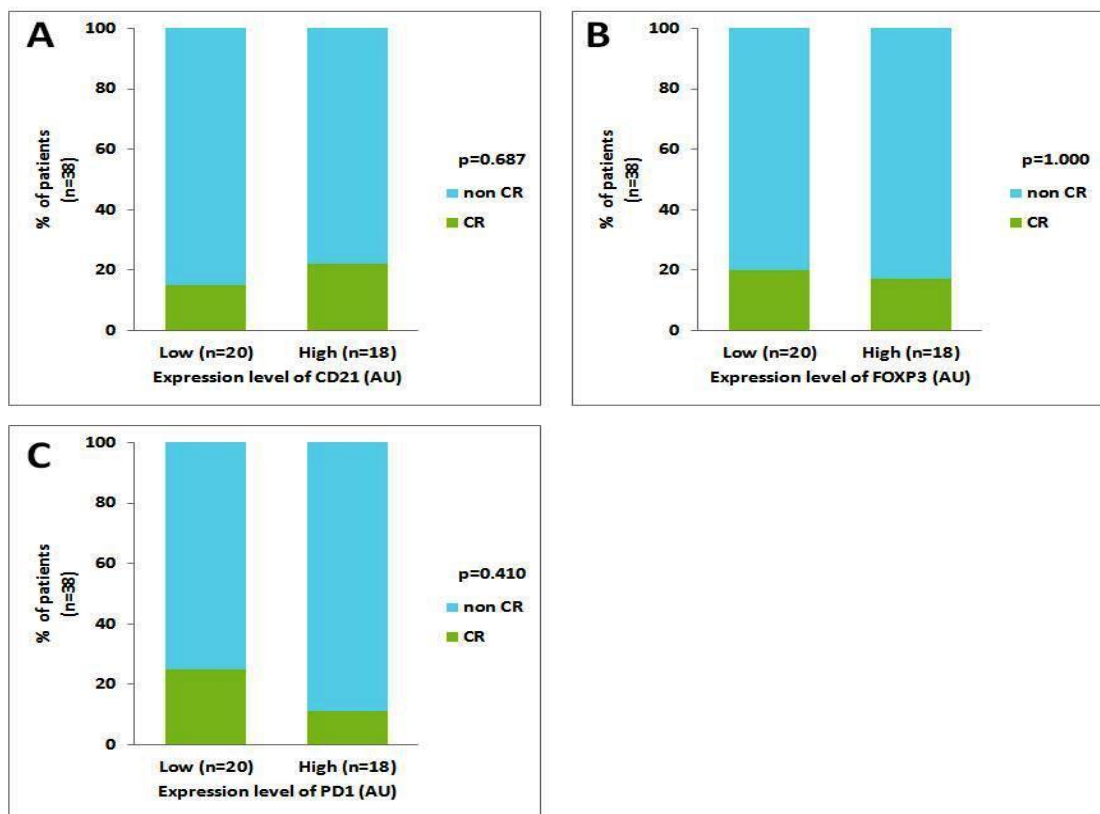 A
100
80
60
40
20
0
% of patients
(n=38)
p=0.687
non CR
CR
Low (n=20) High (n=18)
Expression level of CD21 (AU)
B
100
80
60
40
20
0
% of patients
(n=38)
p=1.000
non CR
CR
Low (n=20) High (n=18)
Expression level of FOXP3 (AU)
C
100
80
60
40
20
0
% of patients
(n=38)
p=0.410
non CR
CR
Low (n=20) High (n=18)
Expression level of PD1 (AU)